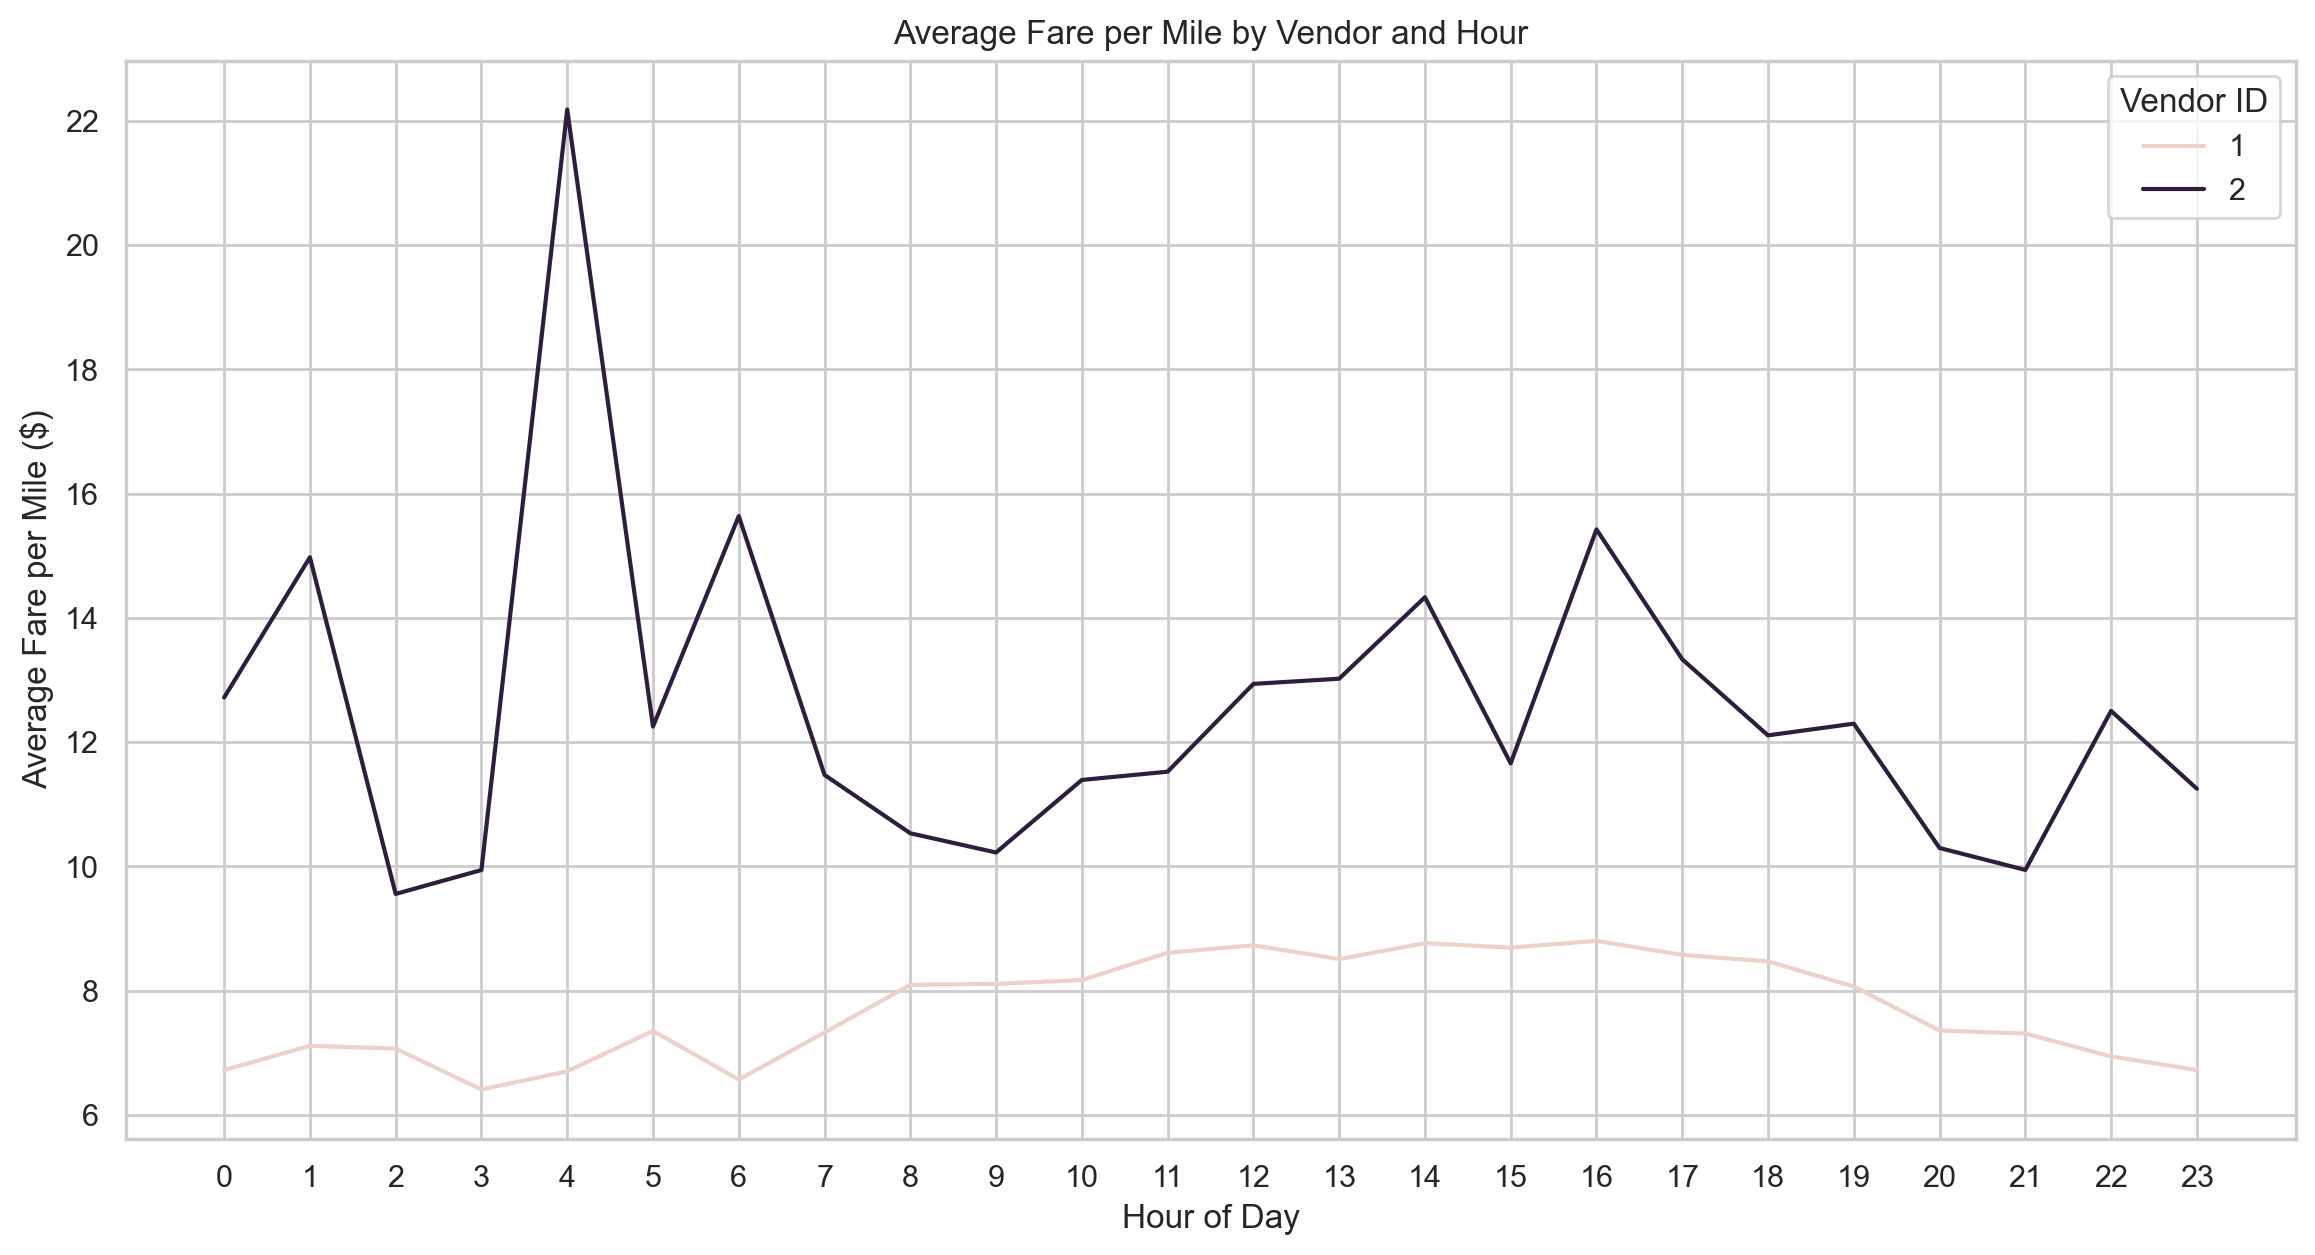 Average Fare per Mile by Vendor and Hour
Vendor ID
1
2
Average Fare per Mile ($)
22
20
18
16
14
12
10
8
6
0 1 2 3 4 5 6 7 8 9 10 11 12 13 14 15 16 17 18 19 20 21 22 23
Hour of Day